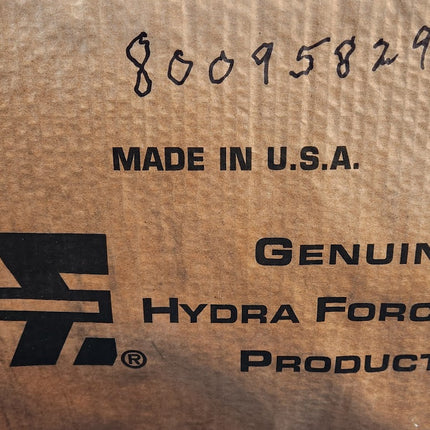 80095829
MADE IN U.S.A.
GENUIN
HYDRA FORC
®
PRODUCT